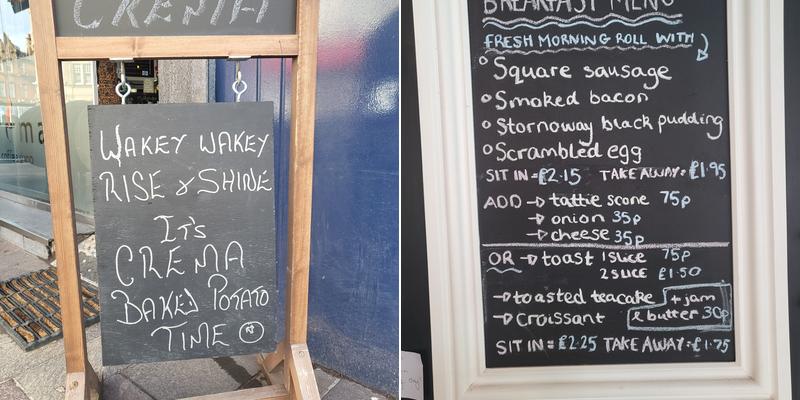 CREMA
WAKEY WAKEY
RISE & SHINE
It's
CREMA
BAKED POTATO
TIME
BREAKFAST MENU
FRESH MORNING ROLL WITH
Square sausage
Smoked bacon
Stornoway black pudding
Scrambled egg
SIT IN = £2.15 TAKE AWAY = £1.95
ADD → tattie scone 75p
→ onion 35p
→ cheese 35p
OR → toast 1 SLICE 75p
2 SLICE £1.50
→ toasted teacake + jam
→ Croissant & butter 30p
SIT IN = £2.25 TAKE AWAY = £1.75